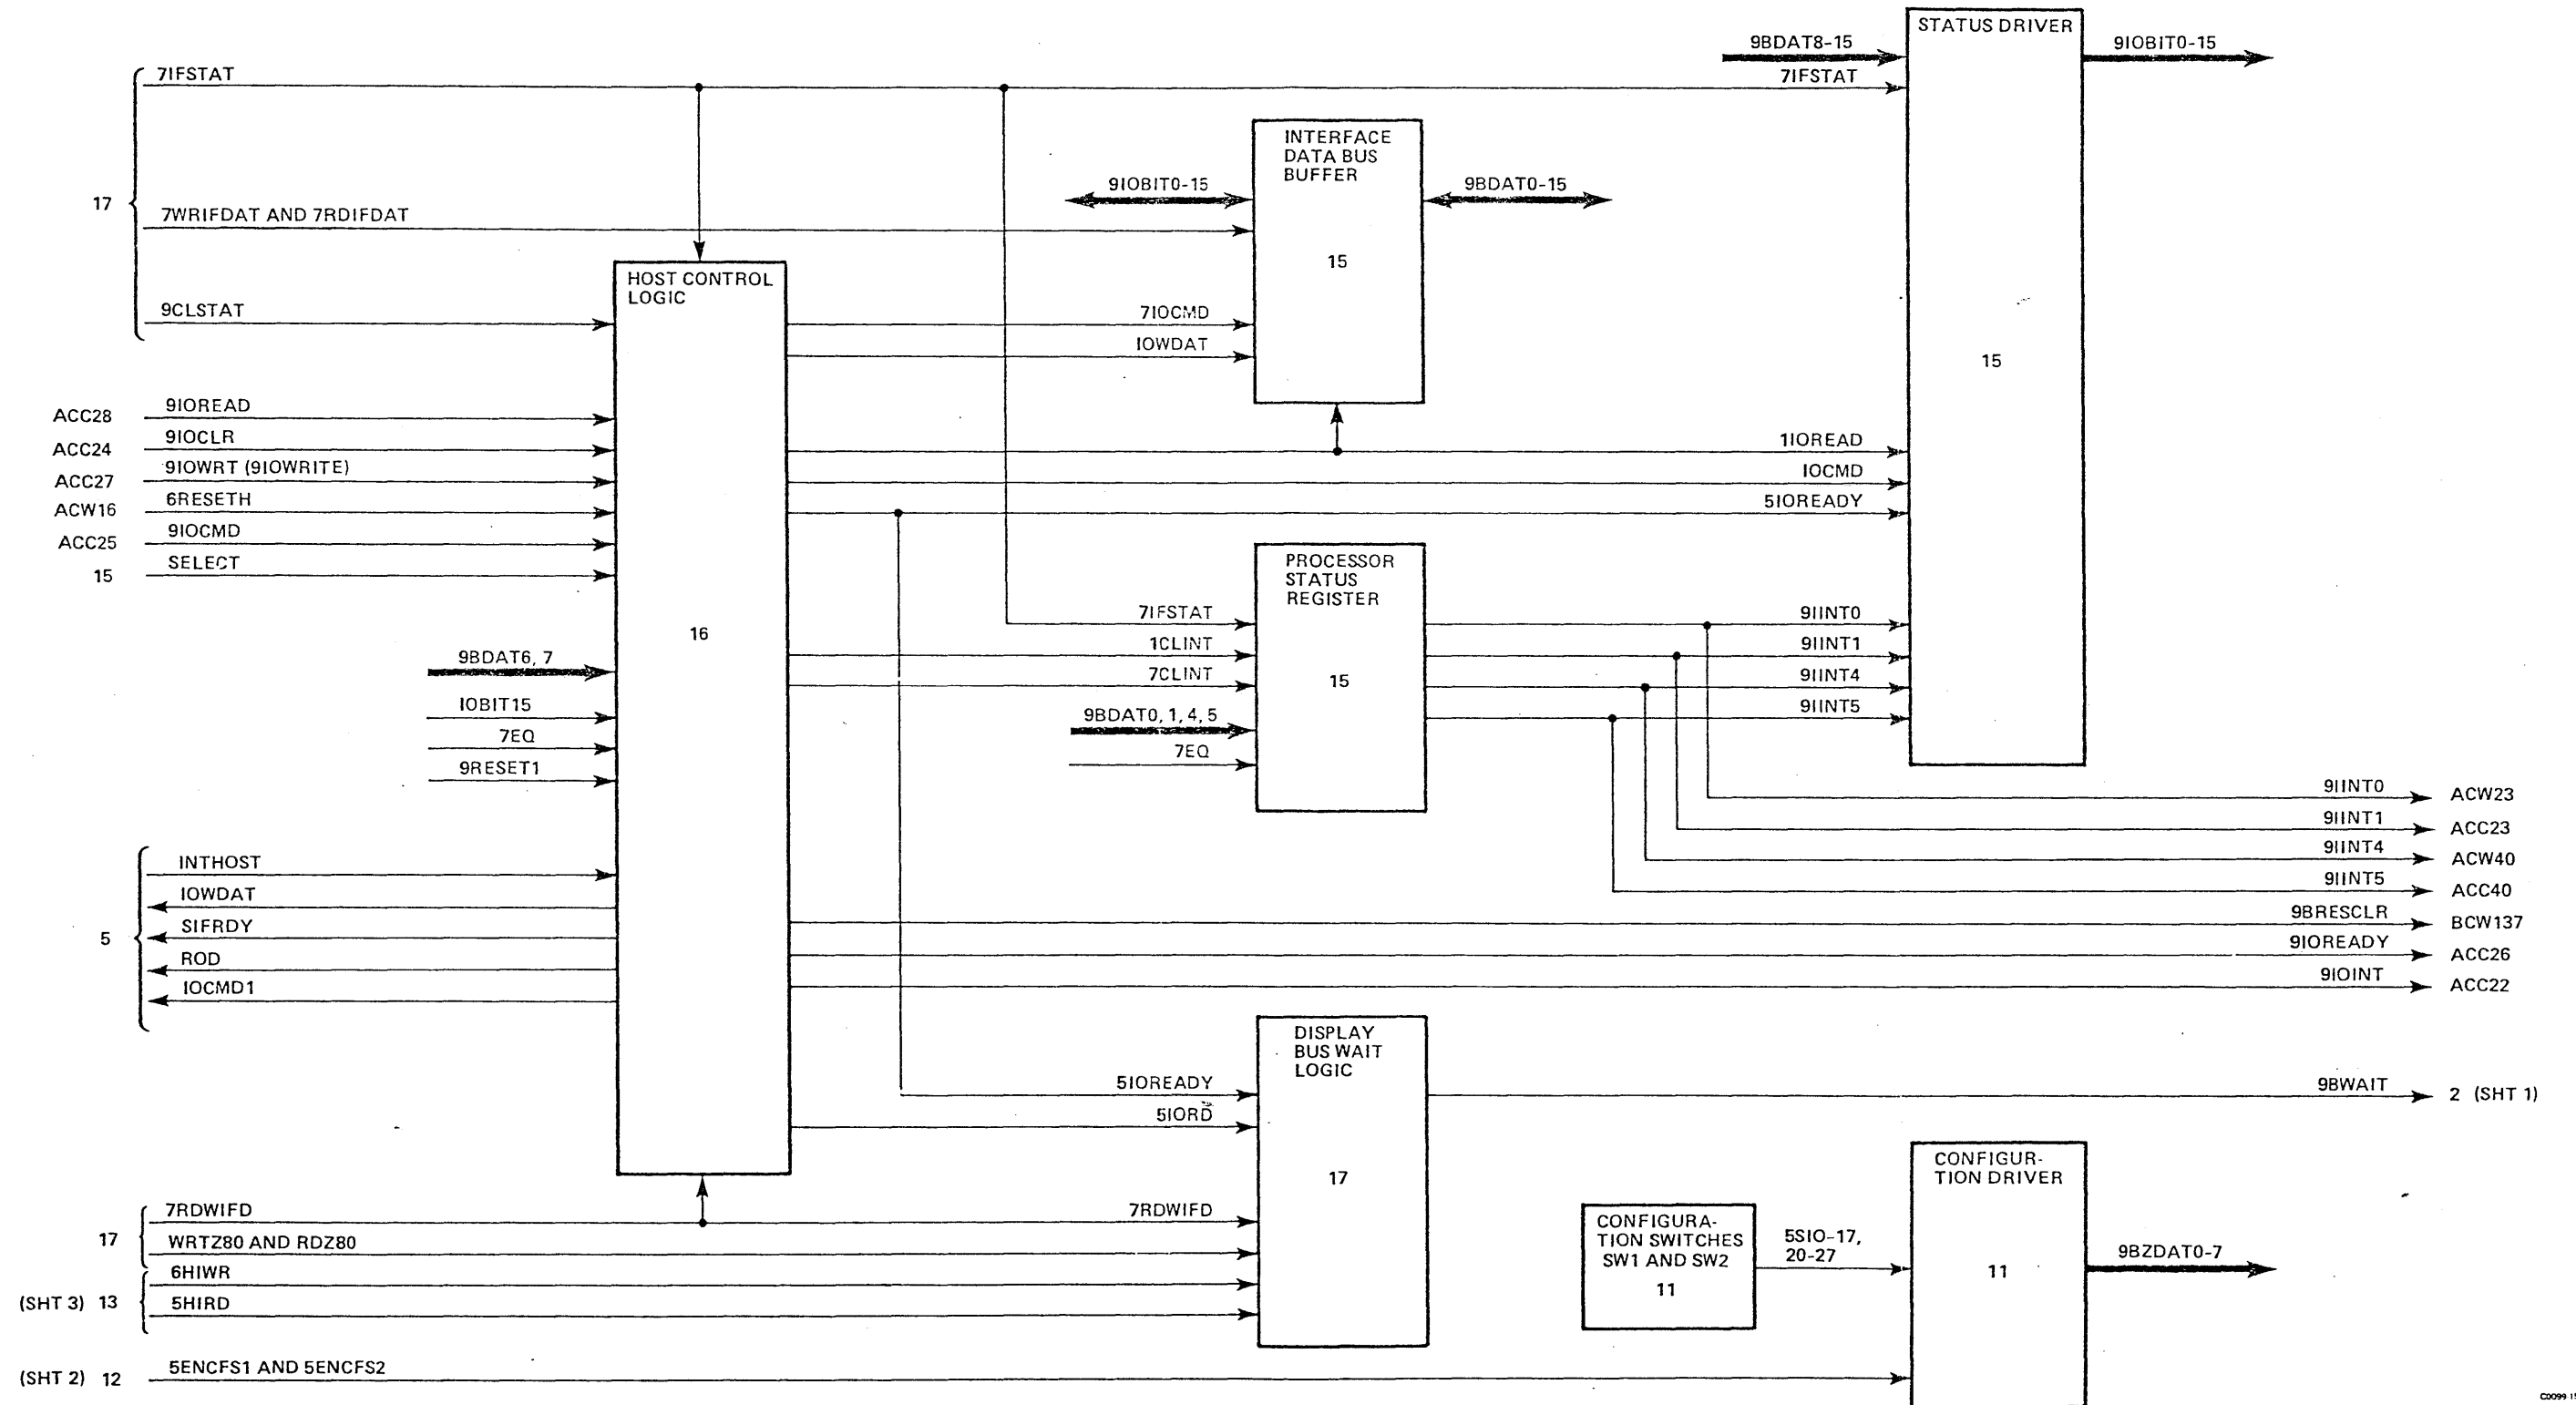 STATUS DRIVER
9BDAT8-15
9IOBIT0-15
7IFSTAT
7IFSTAT
INTERFACE
DATA BUS
BUFFER
9IOBIT0-15
9BDAT0-15
17
7WRIFDAT AND 7RDIFDAT
15
HOST CONTROL
LOGIC
9CLSTAT
7IOCMD
IOWDAT
15
ACC28
9IOREAD
ACC24
9IOCLR
1IOREAD
ACC27
9IOWRT (9IOWRITE)
IOCMD
ACW16
6RESETH
5IOREADY
ACC25
9IOCMD
15
SELECT
PROCESSOR
STATUS
REGISTER
7IFSTAT
9IINT0
16
1CLINT
9IINT1
9BDAT6, 7
7CLINT
15
9IINT4
IOBIT15
9BDAT0, 1, 4, 5
9IINT5
7EQ
7EQ
9RESET1
9IINT0
ACW23
9IINT1
ACC23
9IINT4
ACW40
INTHOST
9IINT5
ACC40
IOWDAT
9BRESCLR
BCW137
5
SIFRDY
9IOREADY
ACC26
ROD
9IOINT
ACC22
IOCMD1
DISPLAY
BUS WAIT
LOGIC
5IOREADY
9BWAIT
2 (SHT 1)
5IORD
17
CONFIGUR-
TION DRIVER
7RDWIFD
7RDWIFD
17
WRTZ80 AND RDZ80
CONFIGURA-
TION SWITCHES
SW1 AND SW2
11
5SIO-17,
20-27
11
9BZDAT0-7
6HIWR
(SHT 3) 13
5HIRD
(SHT 2) 12
5ENCFS1 AND 5ENCFS2